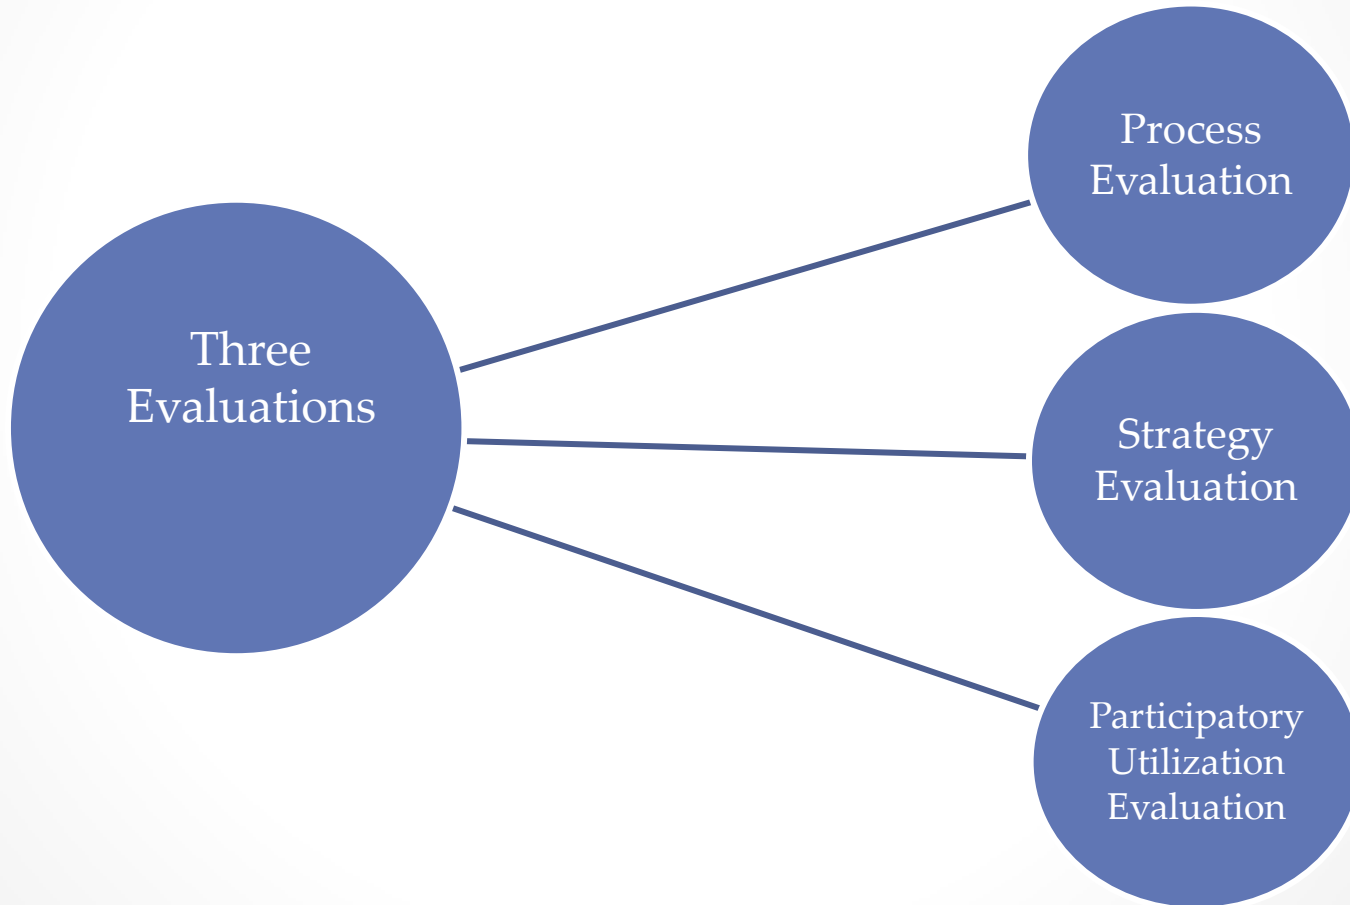 Three
Evaluations
Process
Evaluation
Strategy
Evaluation
Participatory
Utilization
Evaluation